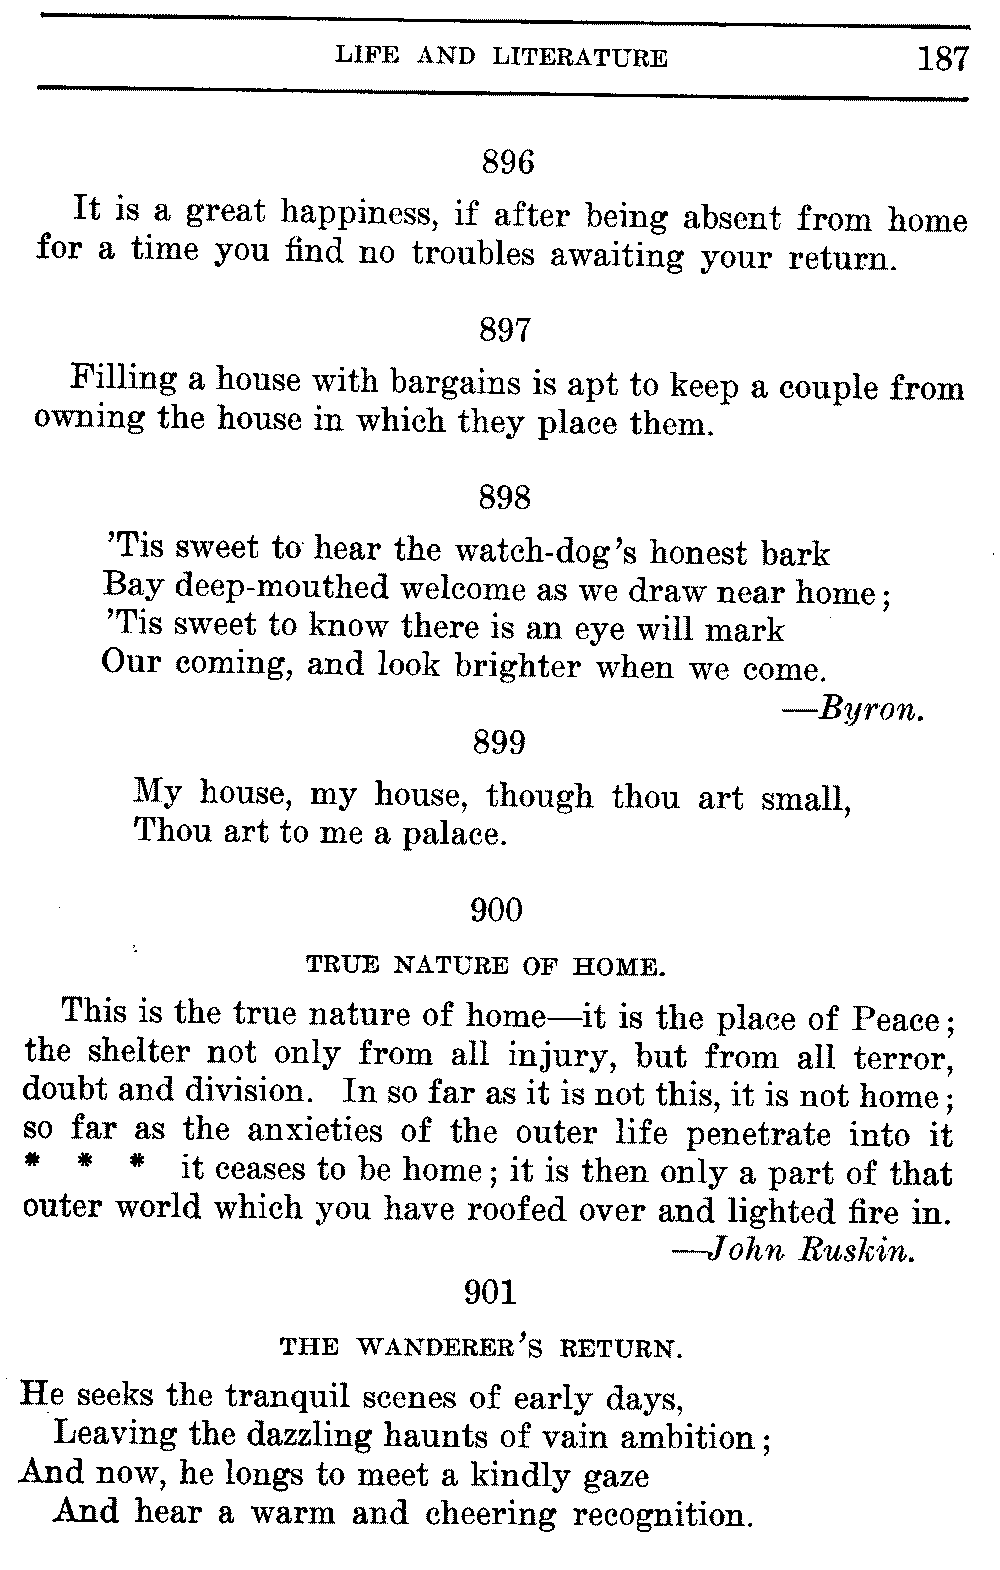 LIFE AND LITERATURE 187
896
It is a great happiness, if after being absent from home
for a time you find no troubles awaiting your return.
897
Filling a house with bargains is apt to keep a couple from
owning the house in which they place them.
898
’Tis sweet to hear the watch-dog’s honest bark
Bay deep-mouthed welcome as we draw near home;
’Tis sweet to know there is an eye will mark
Our coming, and look brighter when we come.
—Byron.
899
My house, my house, though thou art small,
Thou art to me a palace.
900
TRUE NATURE OF HOME.
This is the true nature of home—it is the place of Peace;
the shelter not only from all injury, but from all terror,
doubt and division. In so far as it is not this, it is not home;
so far as the anxieties of the outer life penetrate into it
* * * it ceases to be home; it is then only a part of that
outer world which you have roofed over and lighted fire in.
—John Ruskin.
901
THE WANDERER’S RETURN.
He seeks the tranquil scenes of early days,
Leaving the dazzling haunts of vain ambition;
And now, he longs to meet a kindly gaze
And hear a warm and cheering recognition.